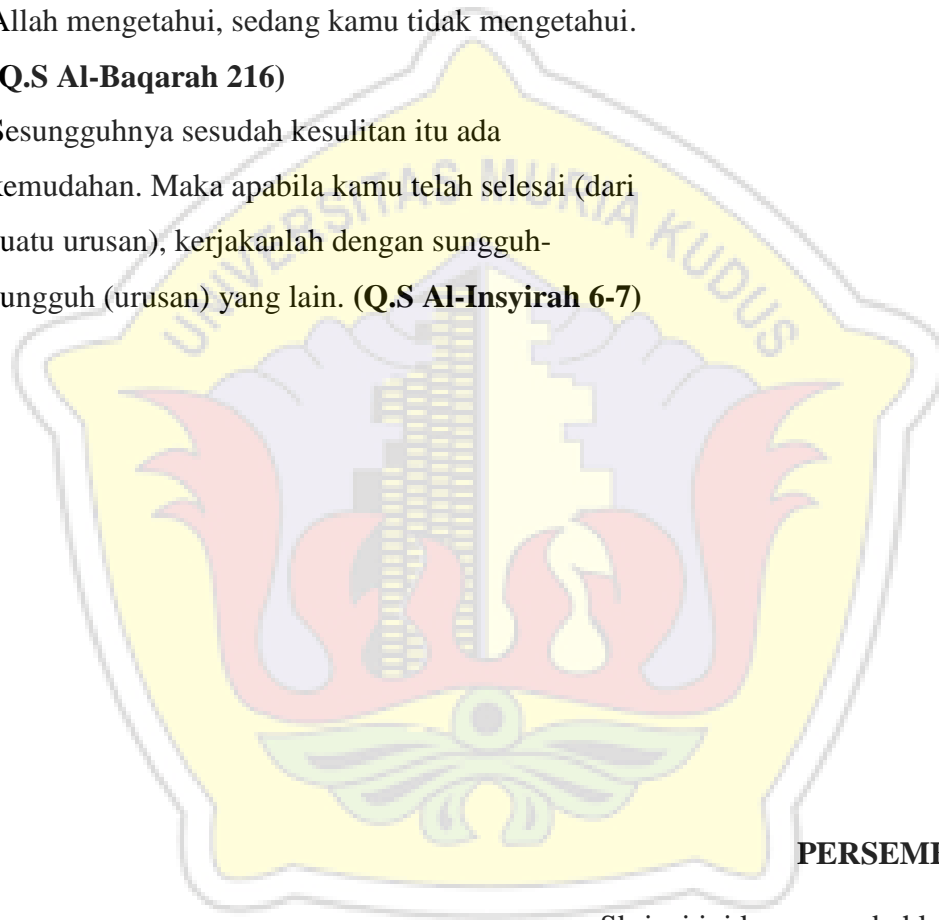 Allah mengetahui, sedang kamu tidak mengetahui.
Q.S Al-Baqarah 216)
Sesungguhnya sesudah kesulitan itu ada
kemudahan. Maka apabila kamu telah selesai (dari
suatu urusan), kerjakanlah dengan sungguh-
sungguh (urusan) yang lain. (Q.S Al-Insyirah 6-7)
UNIVERSITAS MURIA KUDUS